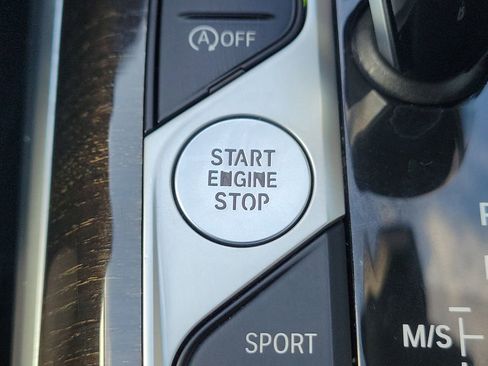 (A) OFF
START
ENGINE
STOP
SPORT
M/S